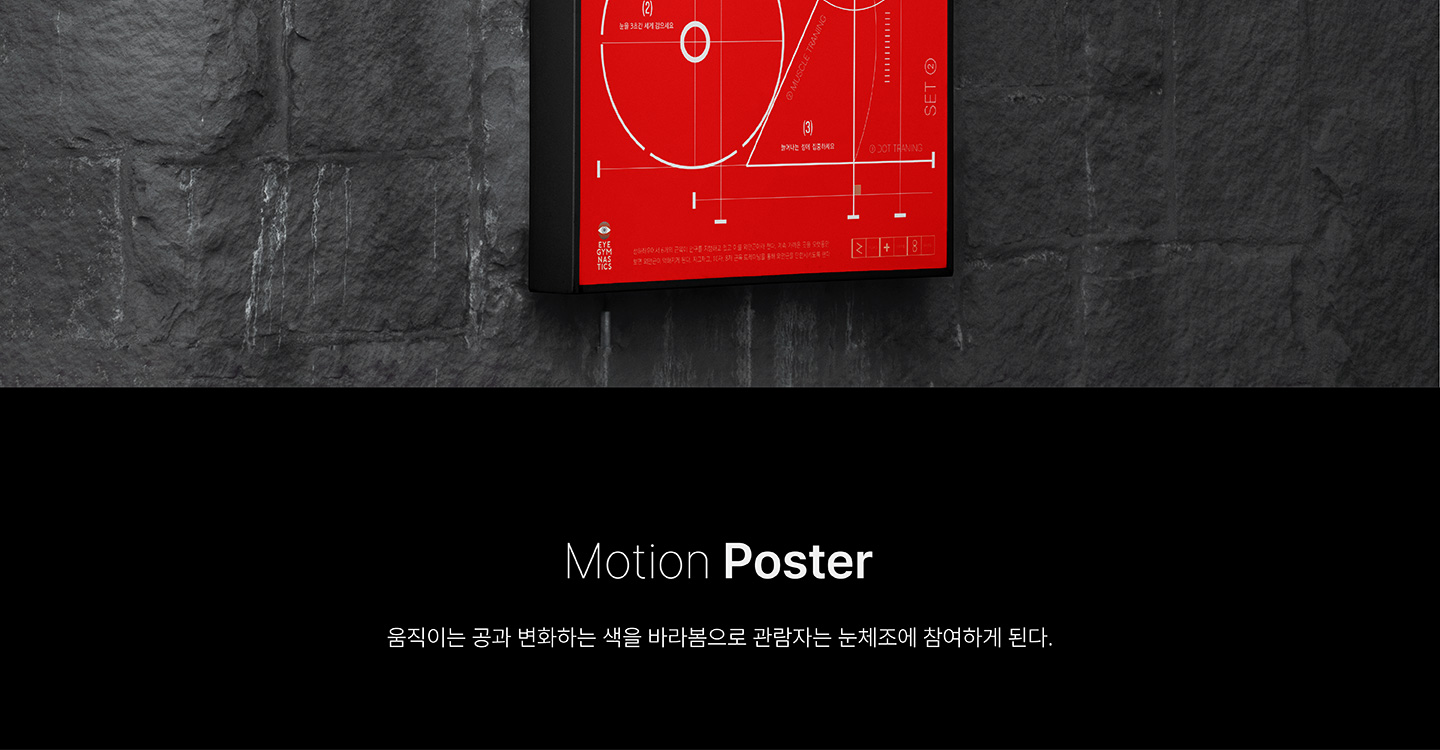 (2)
눈을 3초간 세게 감으세요
② MUSCLE TRANING
SET ②
(3)
늘어나는 점에 집중하세요
DOT TRANING
EYE
GYM
NAS
TICS
Motion Poster
움직이는 공과 변화하는 색을 바라봄으로 관람자는 눈체조에 참여하게 된다.